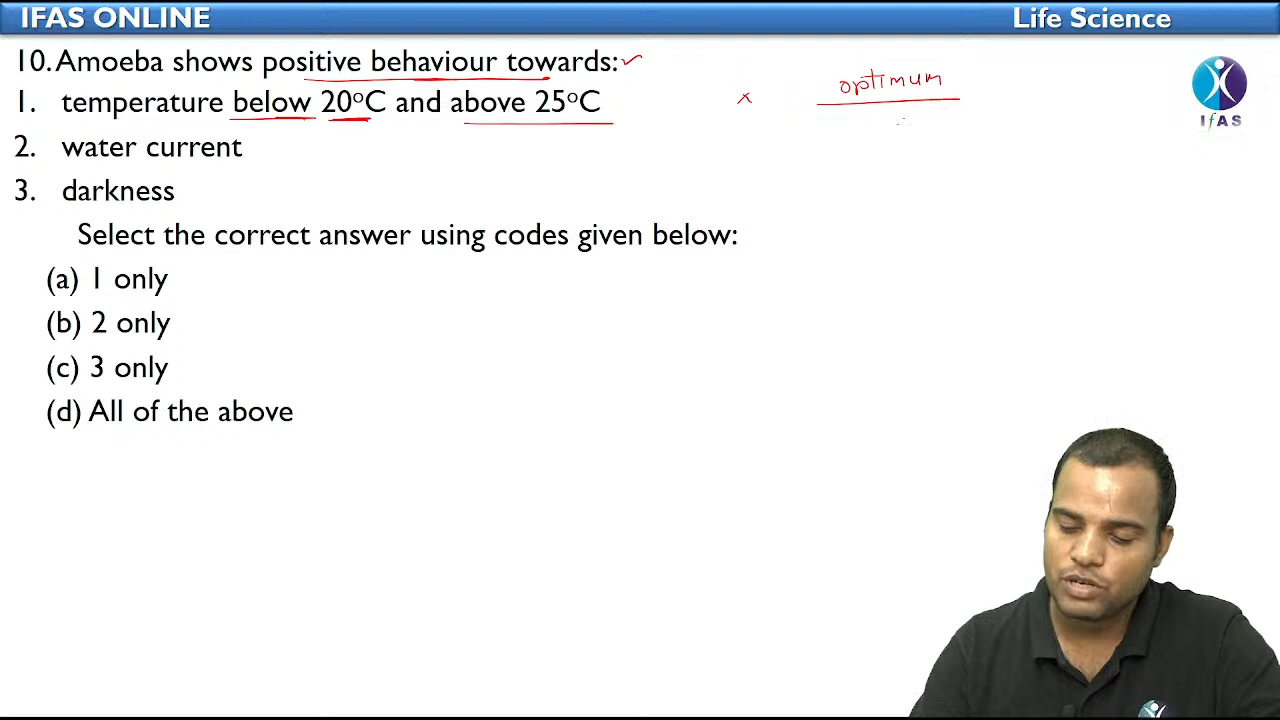 IFAS ONLINE
Life Science
10. Amoeba shows positive behaviour towards:
optimum
1. temperature below 20°C and above 25°C
2. water current
3. darkness
Select the correct answer using codes given below:
(a) 1 only
(b) 2 only
(c) 3 only
(d) All of the above
IfAS